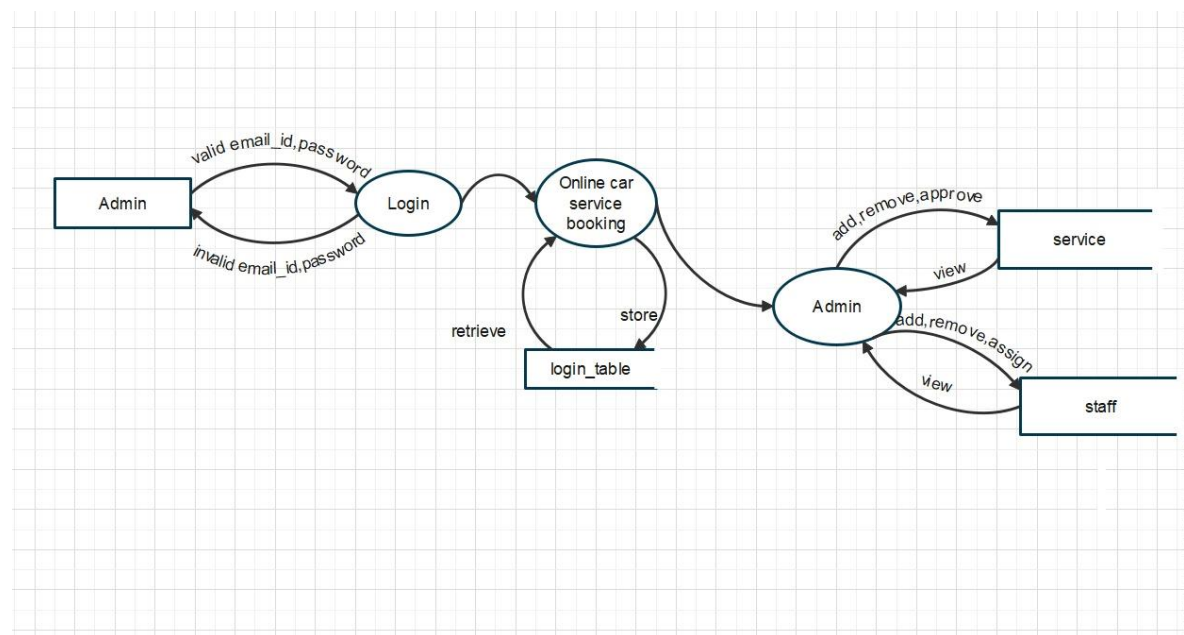 valid email_id,password
Admin
Login
invalid email_id,password
Online car
service
booking
retrieve
store
login_table
add,remove,approve
service
view
Admin
add,remove,assign
view
staff